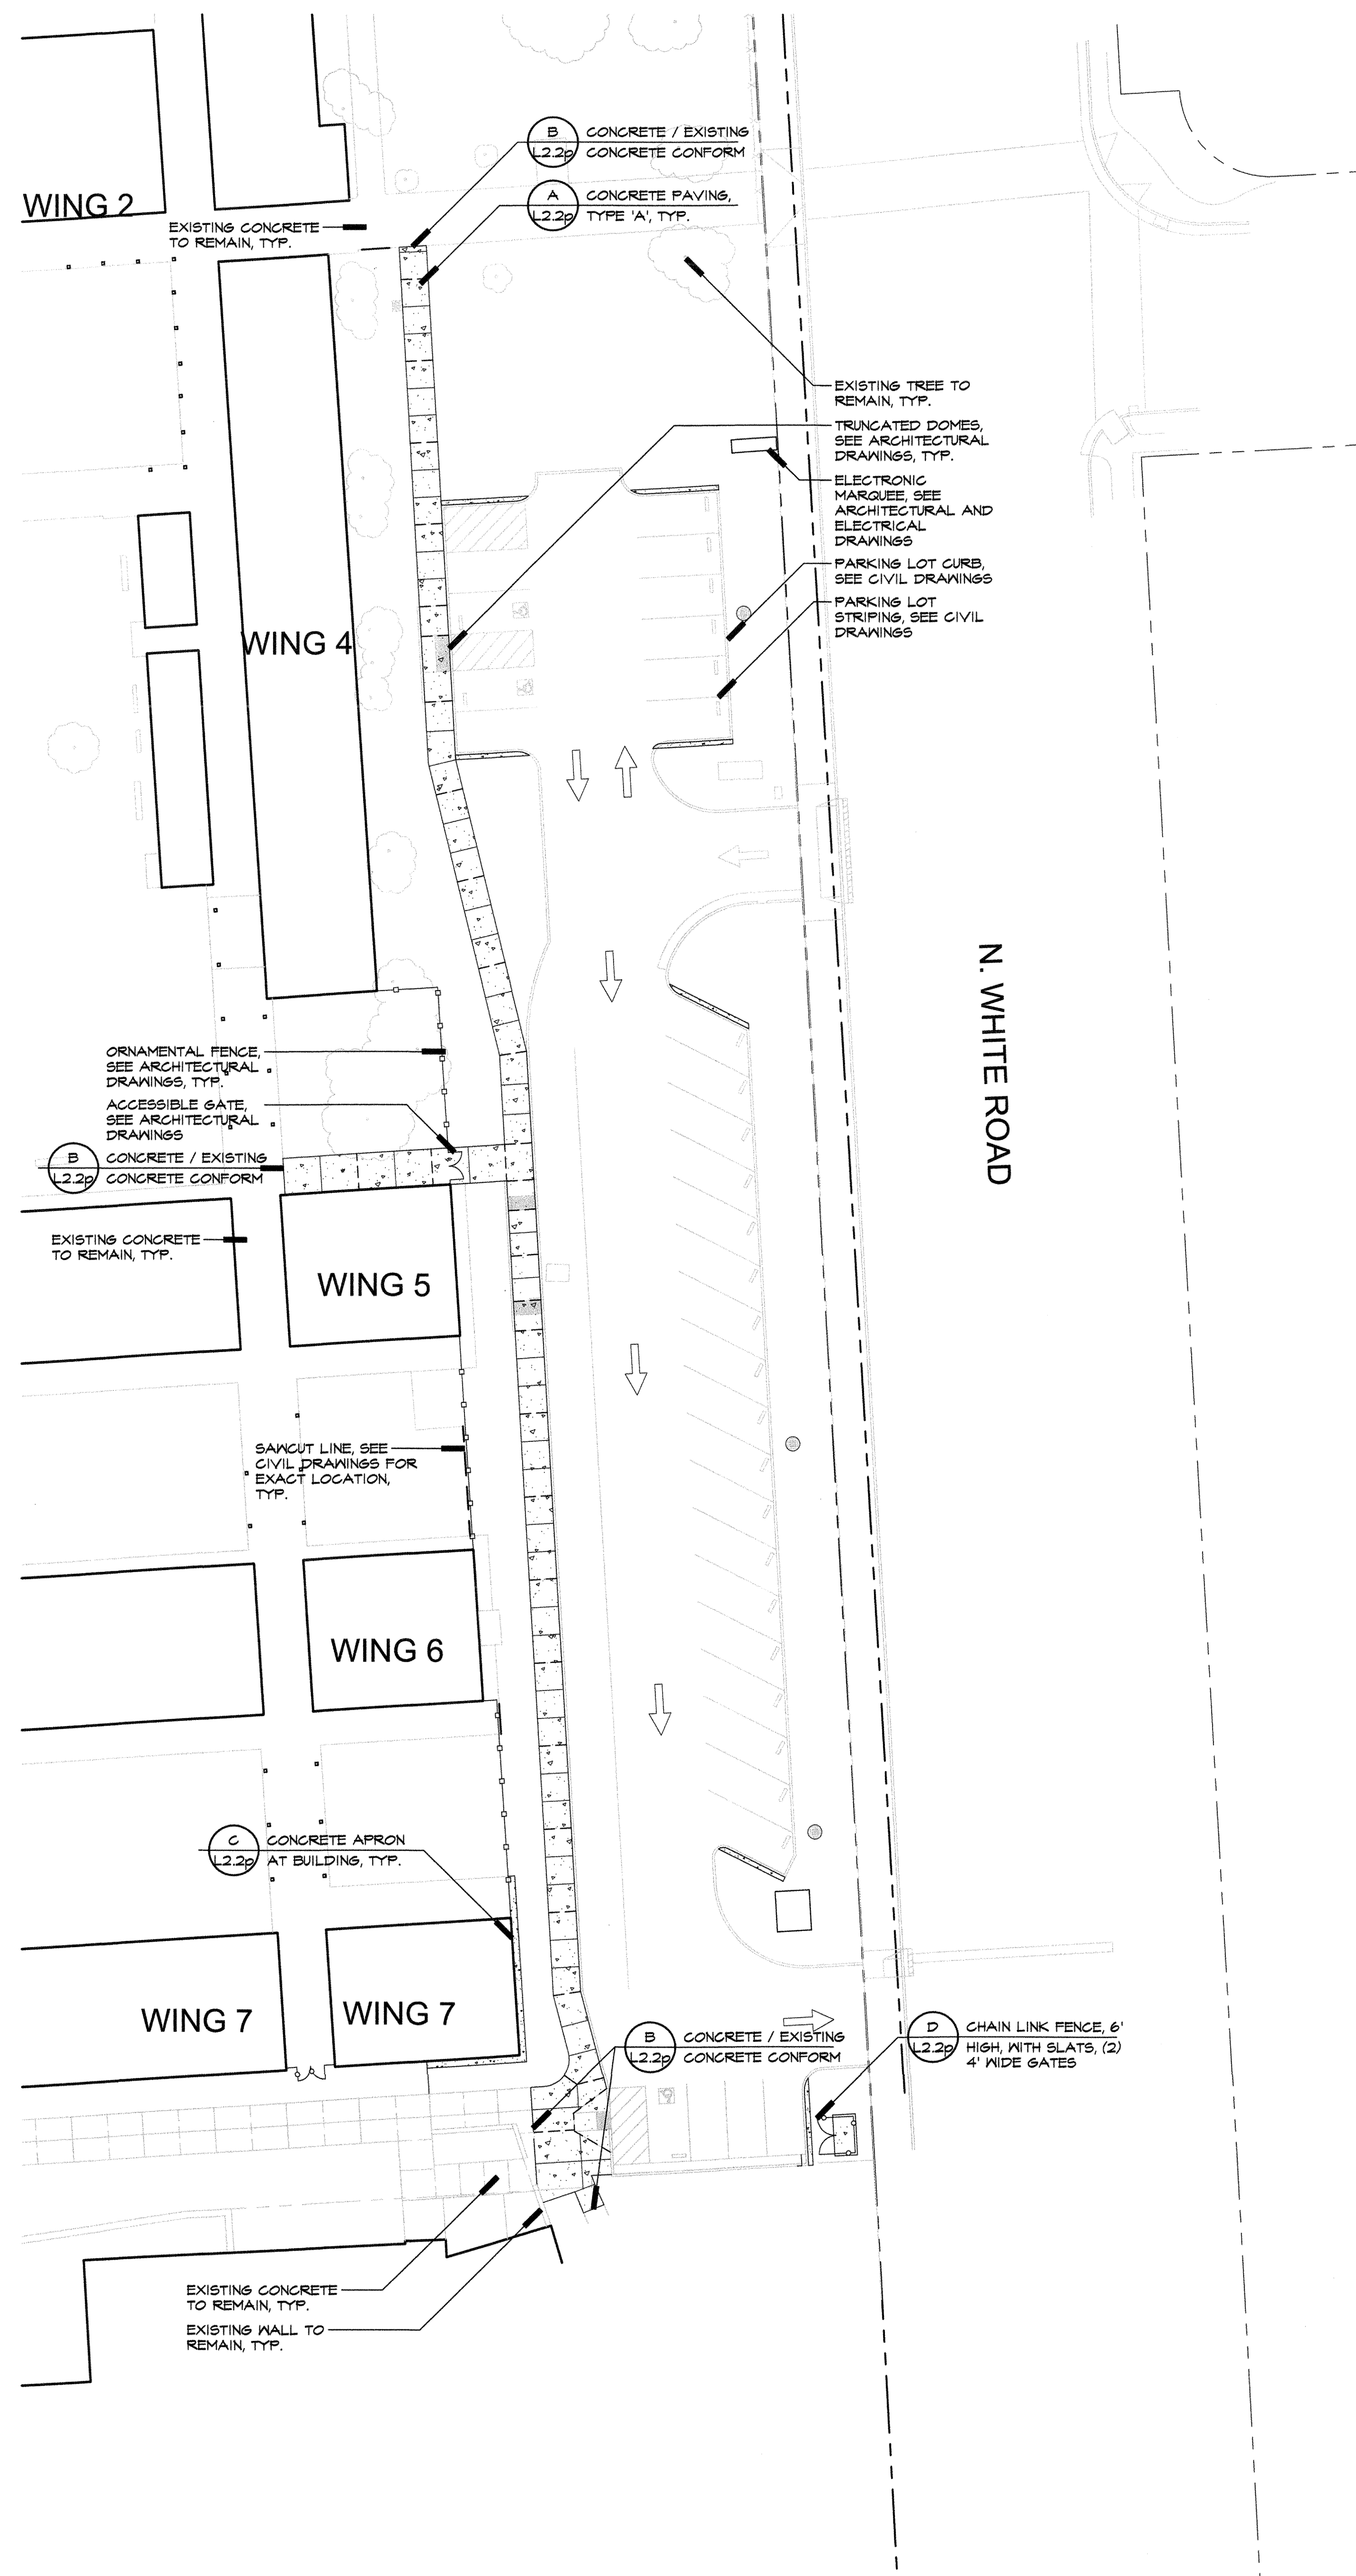 B
L2.2p
CONCRETE / EXISTING
CONCRETE CONFORM
A
L2.2p
CONCRETE PAVING,
TYPE 'A', TYP.
WING 2
EXISTING CONCRETE
TO REMAIN, TYP.
EXISTING TREE TO
REMAIN, TYP.
TRUNCATED DOMES,
SEE ARCHITECTURAL
DRAWINGS, TYP.
ELECTRONIC
MARQUEE, SEE
ARCHITECTURAL AND
ELECTRICAL
DRAWINGS
PARKING LOT CURB,
SEE CIVIL DRAWINGS
PARKING LOT
STRIPING, SEE CIVIL
DRAWINGS
WING 4
N. WHITE ROAD
ORNAMENTAL FENCE,
SEE ARCHITECTURAL
DRAWINGS, TYP.
ACCESSIBLE GATE,
SEE ARCHITECTURAL
DRAWINGS
B
L2.2p
CONCRETE / EXISTING
CONCRETE CONFORM
EXISTING CONCRETE
TO REMAIN, TYP.
WING 5
SAWCUT LINE, SEE
CIVIL DRAWINGS FOR
EXACT LOCATION,
TYP.
WING 6
C
L2.2p
CONCRETE APRON
AT BUILDING, TYP.
WING 7
WING 7
B
L2.2p
CONCRETE / EXISTING
CONCRETE CONFORM
D
L2.2p
CHAIN LINK FENCE, 6'
HIGH, WITH SLATS, (2)
4' WIDE GATES
EXISTING CONCRETE
TO REMAIN, TYP.
EXISTING WALL TO
REMAIN, TYP.